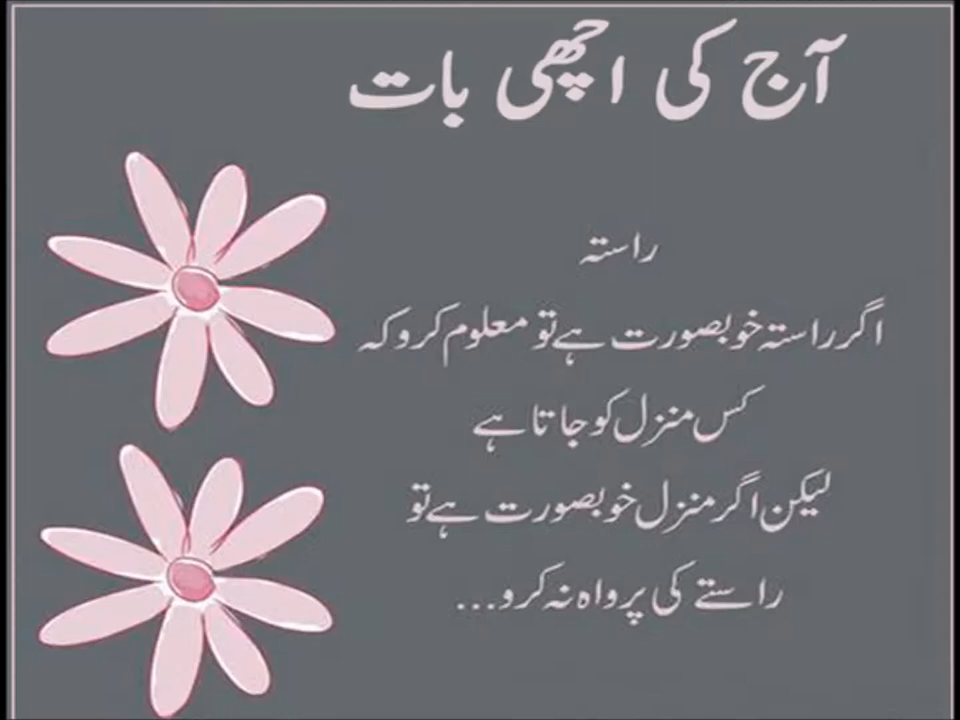 آج کی اچھی بات
راستہ
اگر راستہ خوبصورت ہے تو معلوم کرو کہ
کس منزل کو جاتا ہے
لیکن اگر منزل خوبصورت ہے تو
راستے کی پرواہ نہ کرو...